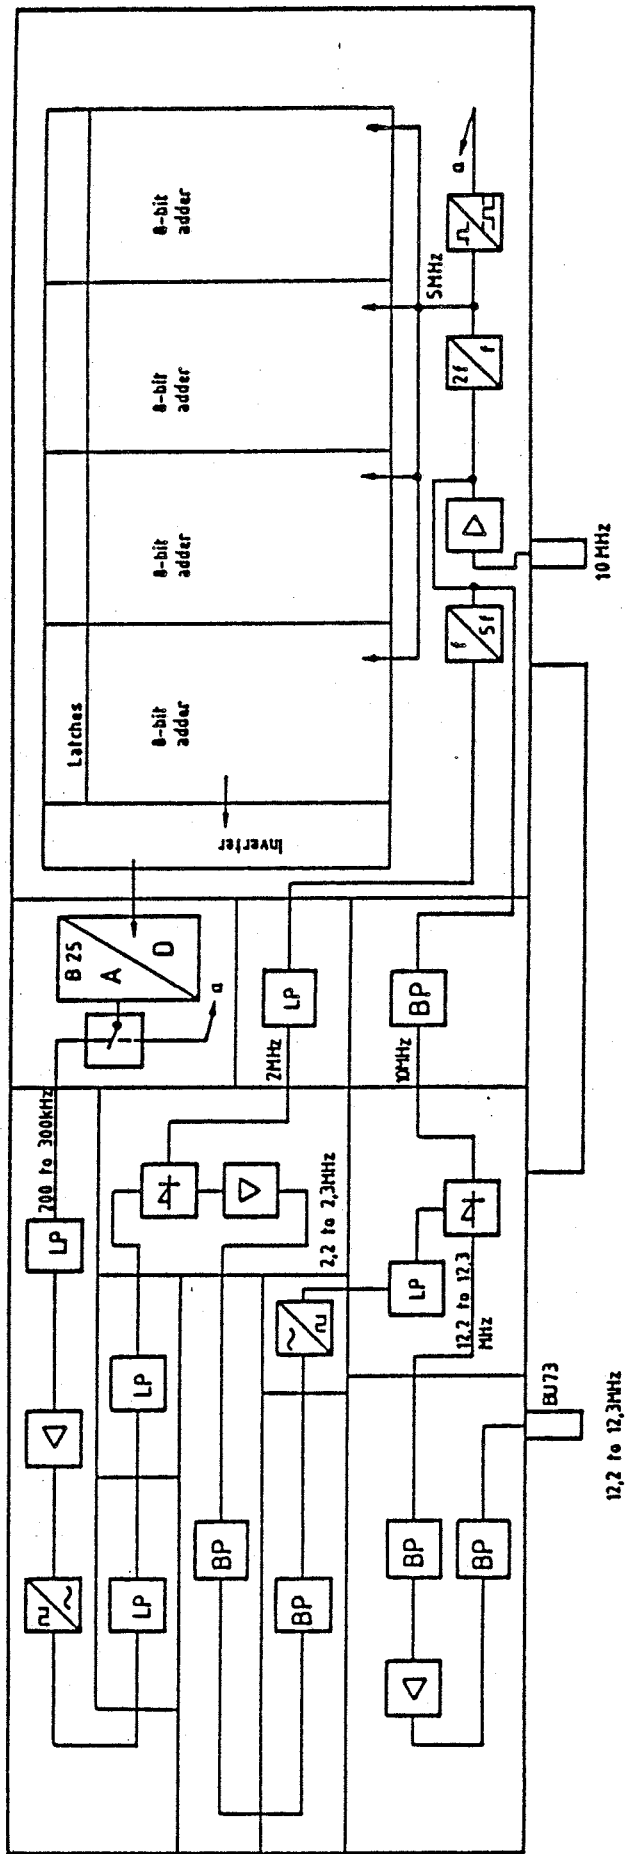 LP
200 to 300kHz
B 25
A
D
a
Latches
Inverter
8-bit
adder
8-bit
adder
8-bit
adder
8-bit
adder
LP
LP
BP
2,2 to 2,3MHz
2MHz
LP
BP
BP
LP
10MHz
BP
12,2 to 12,3
MHz
BP
5MHz
f
5f
2f
f
a
BU73
12,2 to 12,3MHz
10MHz